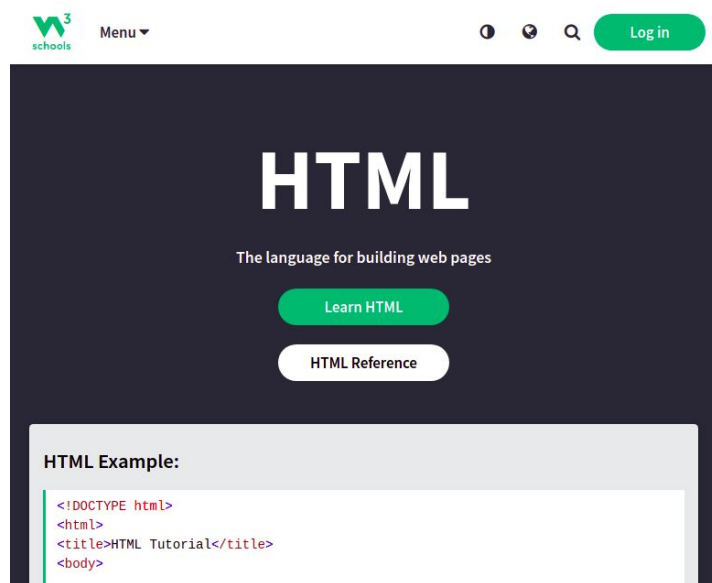 W3
schools
Menu
Log in
HTML
The language for building web pages
Learn HTML
HTML Reference
HTML Example:
<!DOCTYPE html>
<html>
<title>HTML Tutorial</title>
<body>